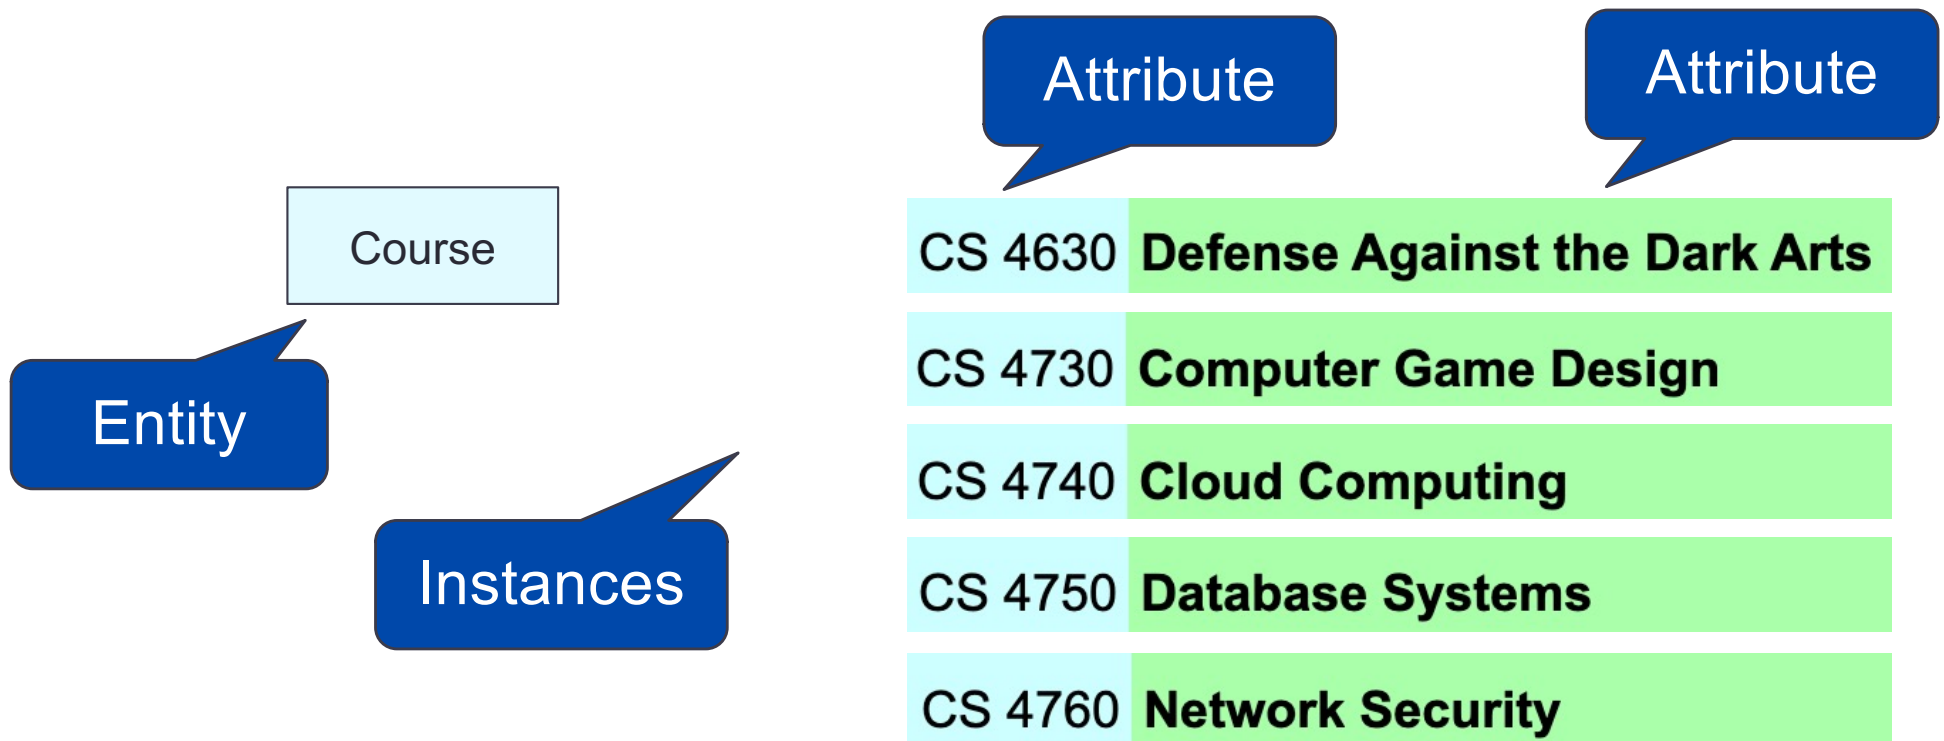 Attribute
Attribute
Course
Entity
Instances
CS 4630 Defense Against the Dark Arts
CS 4730 Computer Game Design
CS 4740 Cloud Computing
CS 4750 Database Systems
CS 4760 Network Security